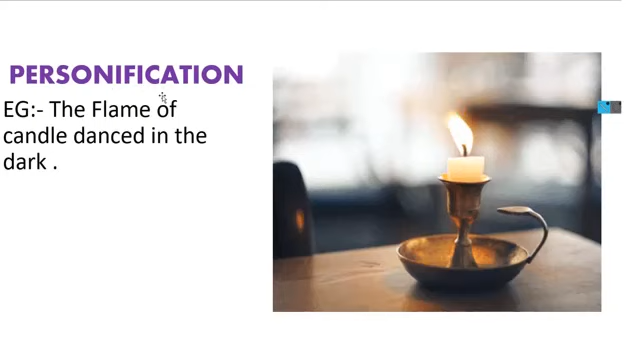 PERSONIFICATION
EG:- The Flame of
candle danced in the
dark .